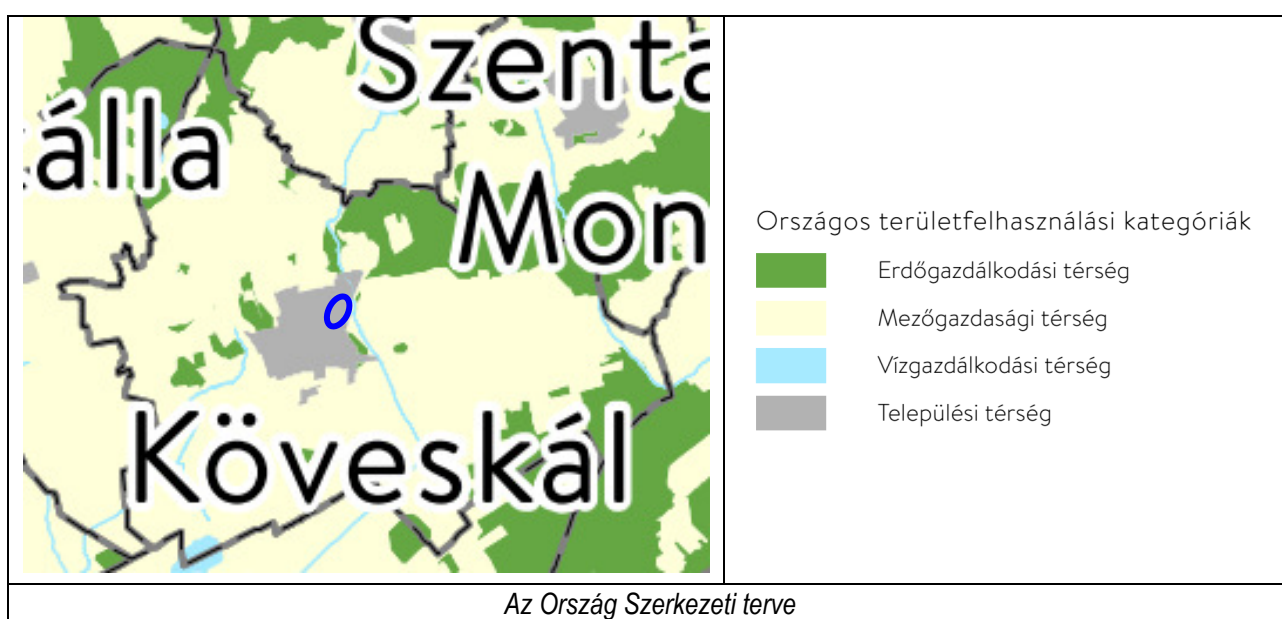 Szenta
álla
Mon
Köveskál
Országos területfelhasználási kategóriák
Erdőgazdálkodási térség
Mezőgazdasági térség
Vízgazdálkodási térség
Települési térség
Az Ország Szerkezeti terve